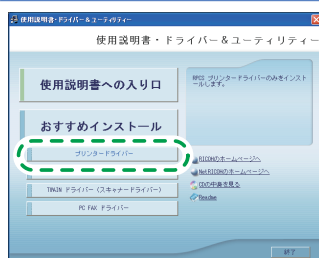 使用説明書・ドライバー&ユーティリティー
使用説明書・ドライバー&ユーティリティー
使用説明書への入り口
RPCS プリンタードライバーのみをインストールします。
おすすめインストール
プリンタードライバー
TWAIN ドライバー(スキャナードライバー)
PC FAX ドライバー
RICOHのホームページへ
NetRICOHのホームページへ
CDの中身を見る
Readme
終了